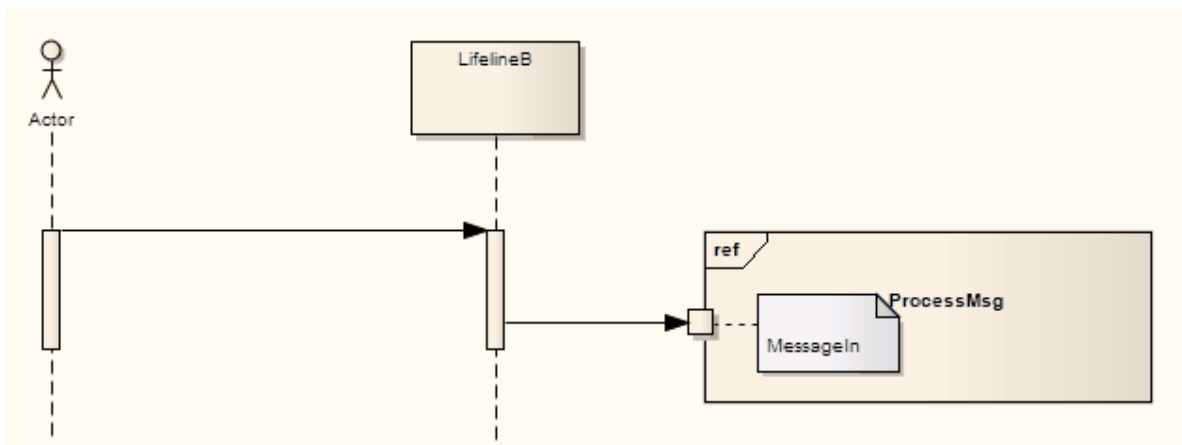 LifelineB
Actor
ref
ProcessMsg
MessageIn